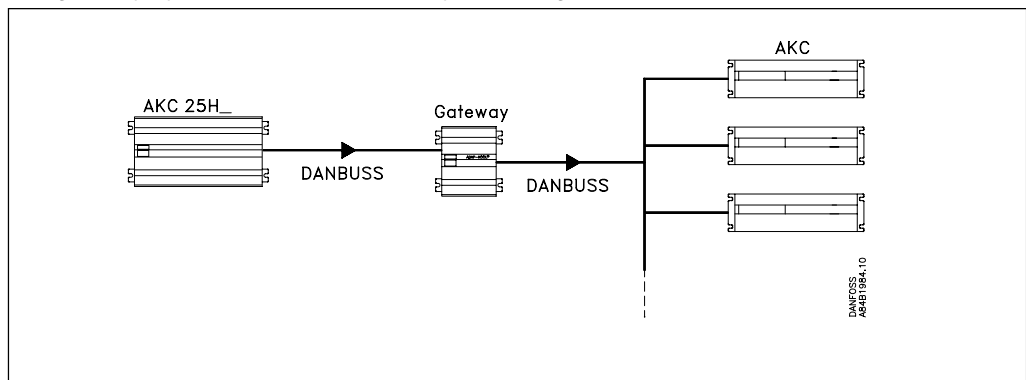 AKC
AKC 25H_
Gateway
DANBUSS
DANBUSS
DANFOSS
A84B1984.10